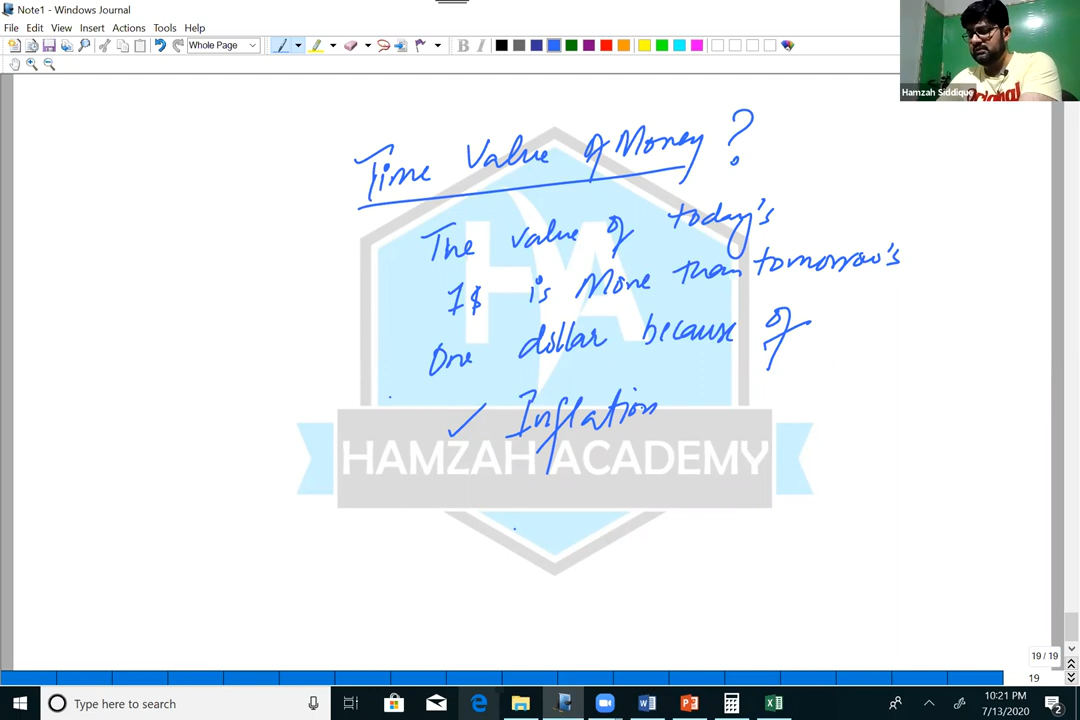 Note1 - Windows Journal
File Edit View Insert Actions Tools Help
Whole Page
B I
Hamzah Siddique
Time Value of Money ?
The value of today's
1$ is More than tomorrow's
One dollar because of
✓ Inflation
HA
HAMZAH ACADEMY
19 / 19
19
Type here to search
10:21 PM
7/13/2020
2